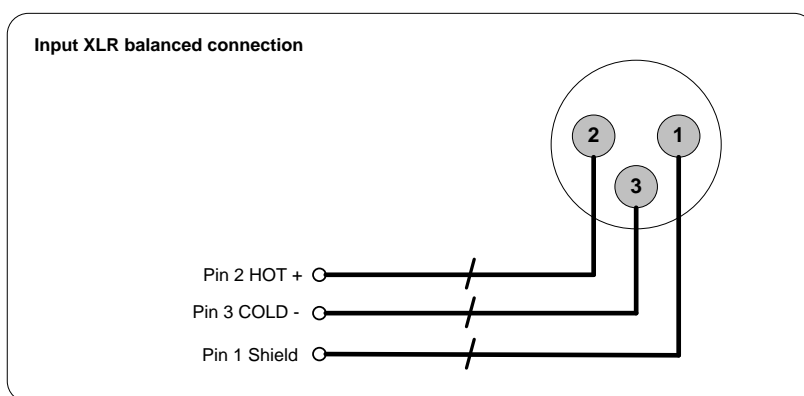 Input XLR balanced connection
2
1
3
Pin 2 HOT +
Pin 3 COLD -
Pin 1 Shield